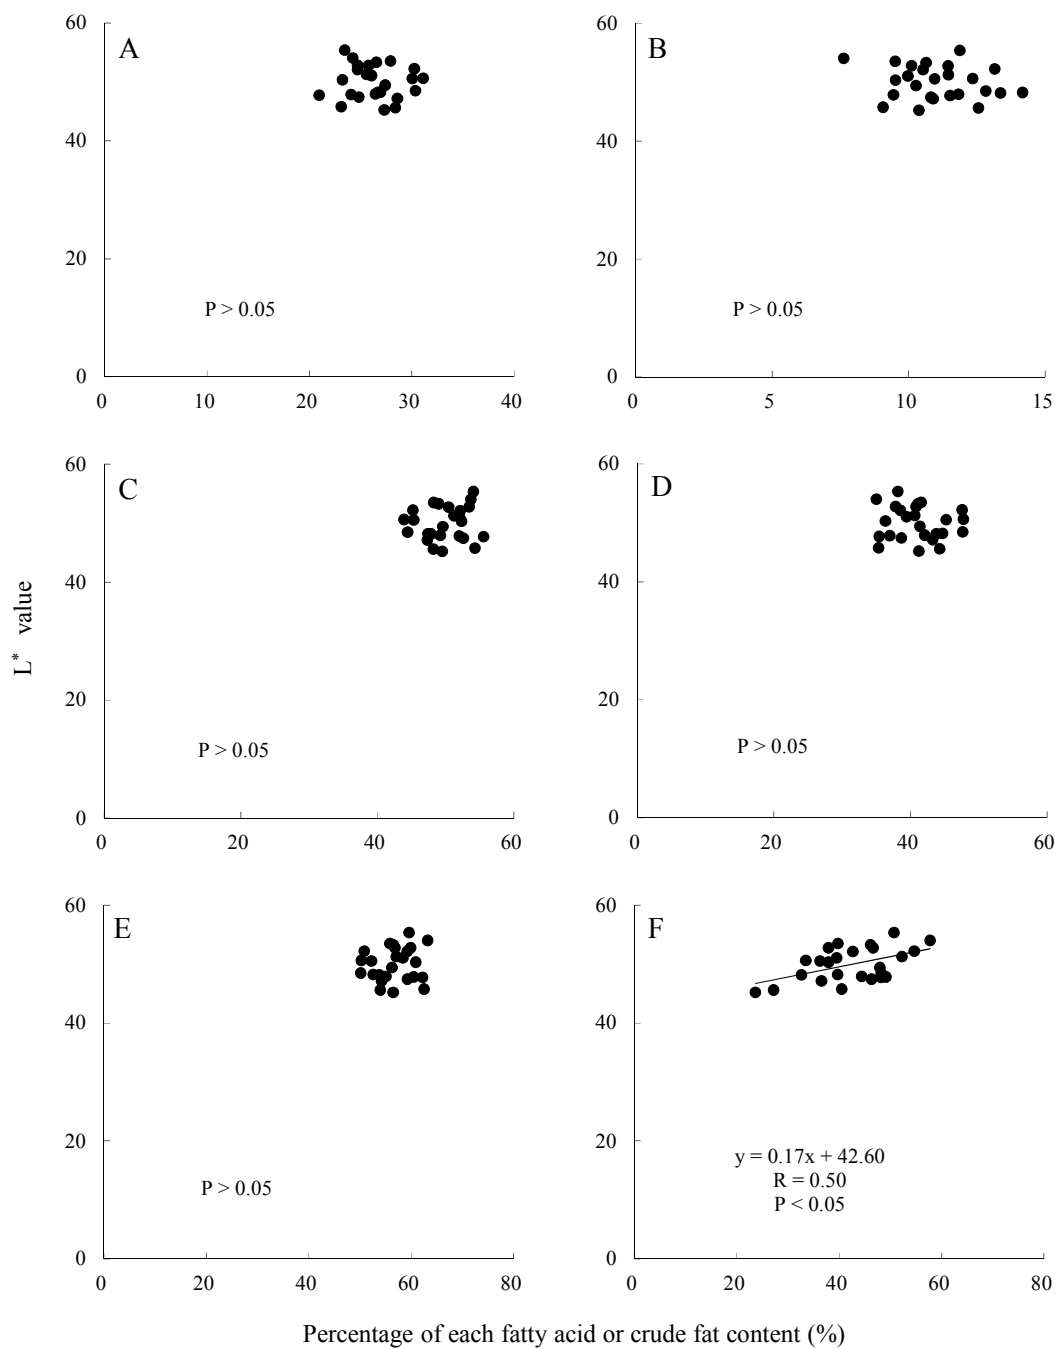 60
A
40
20
P > 0.05
0
0 10 20 30 40
60
B
40
20
P > 0.05
0
0 5 10 15
60
C
40
20
P > 0.05
0
0 20 40 60
60
D
40
20
P > 0.05
0
0 20 40 60
L* value
60
E
40
20
P > 0.05
0
0 20 40 60 80
60
F
40
20
y = 0.17x + 42.60
R = 0.50
P < 0.05
0
0 20 40 60 80
Percentage of each fatty acid or crude fat content (%)